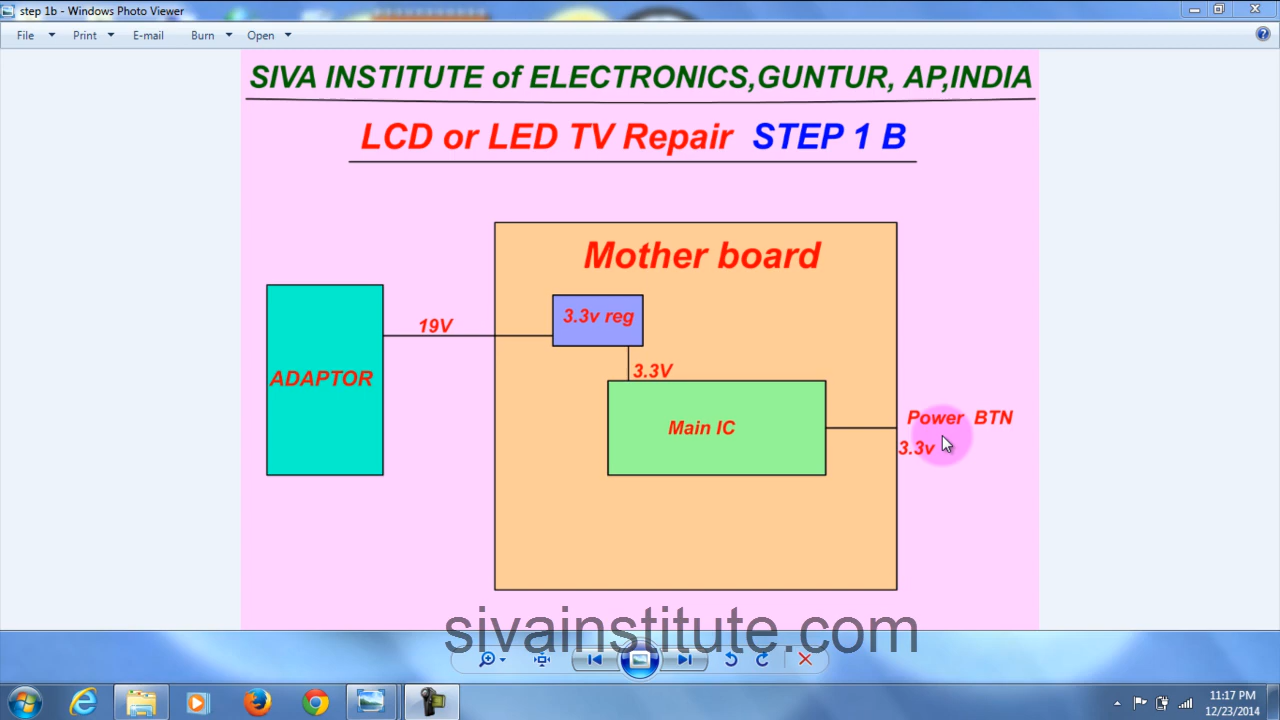 step 1b - Windows Photo Viewer
File Print E-mail Burn Open
SIVA INSTITUTE of ELECTRONICS,GUNTUR, AP,INDIA
LCD or LED TV Repair STEP 1 B
Mother board
3.3v reg
19V
3.3V
ADAPTOR
Main IC
Power BTN
3.3v
sivainstitute.com
11:17 PM
12/23/2014